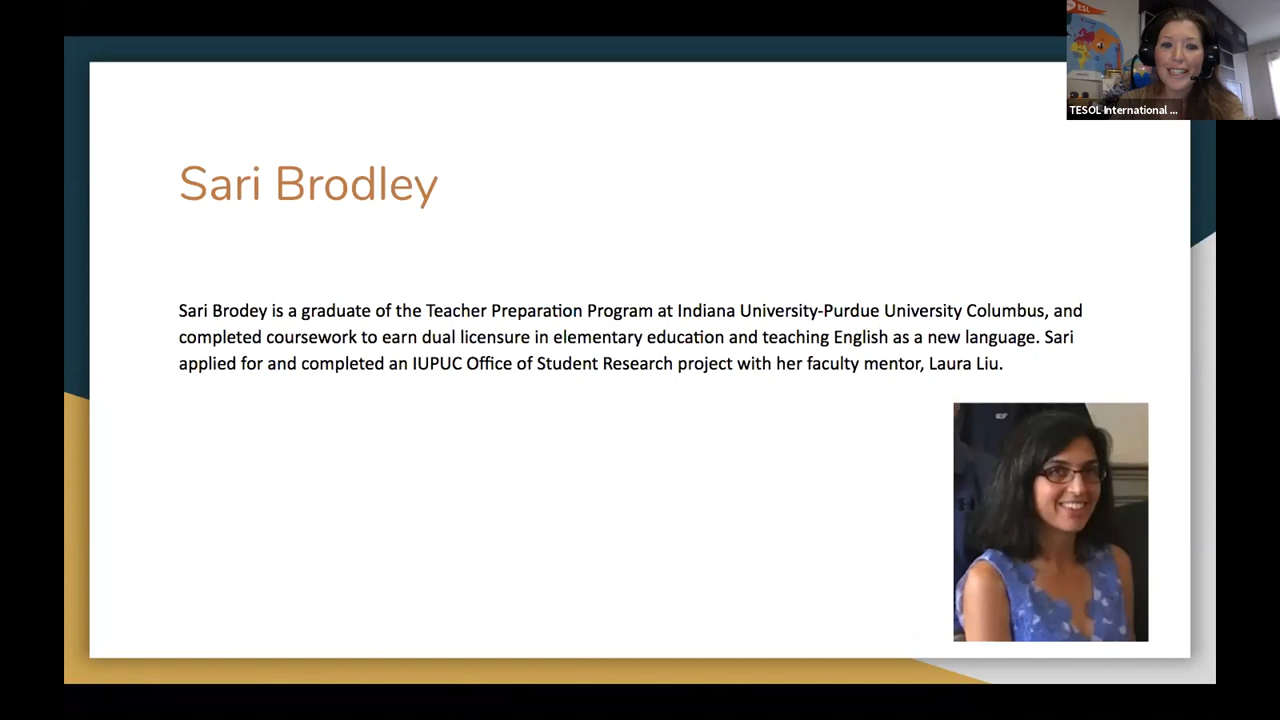 ESL
TESOL International ...
Sari Brodley
Sari Brodey is a graduate of the Teacher Preparation Program at Indiana University-Purdue University Columbus, and
completed coursework to earn dual licensure in elementary education and teaching English as a new language. Sari
applied for and completed an IUPUC Office of Student Research project with her faculty mentor, Laura Liu.